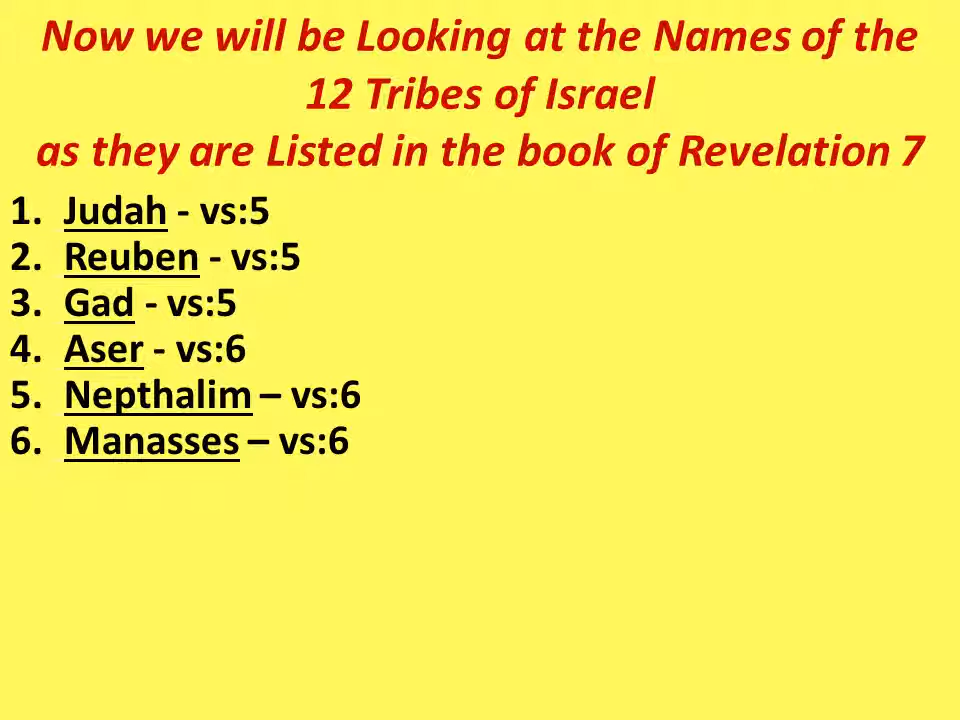 Now we will be Looking at the Names of the
12 Tribes of Israel
as they are Listed in the book of Revelation 7
1. Judah - vs:5
2. Reuben - vs:5
3. Gad - vs:5
4. Aser - vs:6
5. Nepthalim – vs:6
6. Manasses – vs:6